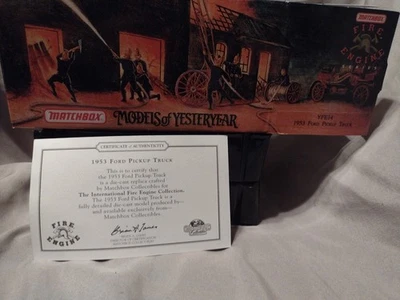 MATCHBOX
FIRE
ENGINE
SERIES
1953 Ford Pickup Truck
MATCHBOX
MODELS of YESTERYEAR
CERTIFICATE of AUTHENTICITY
1953 FORD PICKUP TRUCK
This is to certify that
the 1953 Ford Pickup Truck
is a die-cast replica crafted
by Matchbox Collectibles for
The International Fire Engine Collection.
The 1953 Ford Pickup Truck is a
fully detailed die-cast model produced by—
and available exclusively from—
Matchbox Collectibles.
FIRE
ENGINE